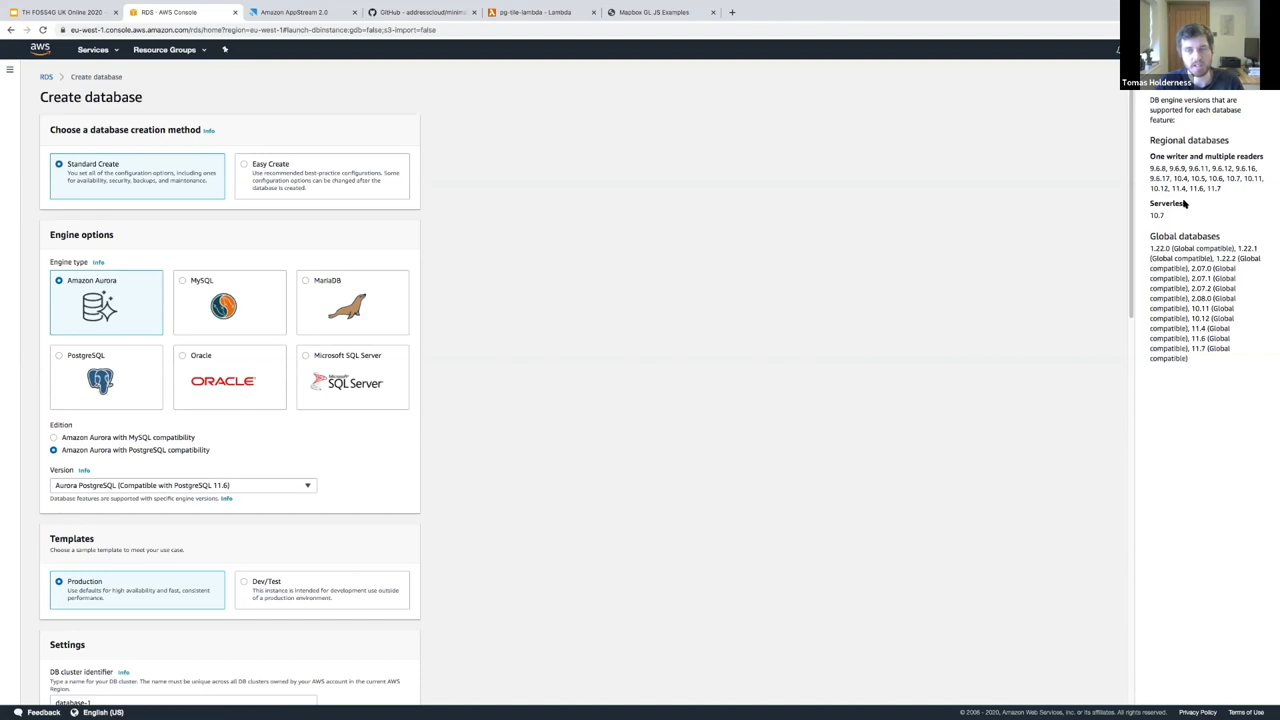 TH FOSS4G UK Online 2020
RDS - AWS Console
Amazon AppStream 2.0
GitHub - addresscloud/minim
pg-tile-lambda - Lambda
Mapbox GL JS Examples
eu-west-1.console.aws.amazon.com/rds/home?region=eu-west-1#launch-dbinstance:gdb=false;s3-import=false
aws
Services
Resource Groups
Tomas Holderness
RDS
Create database
Create database
Choose a database creation method Info
Standard Create
You set all of the configuration options, including ones
for availability, security, backups, and maintenance.
Easy Create
Use recommended best-practice configurations. Some
configuration options can be changed after the
database is created.
Engine options
Engine type Info
Amazon Aurora
MySQL
MariaDB
PostgreSQL
Oracle
ORACLE
Microsoft SQL Server
Microsoft
SQL Server
Edition
Amazon Aurora with MySQL compatibility
Amazon Aurora with PostgreSQL compatibility
Version Info
Aurora PostgreSQL (Compatible with PostgreSQL 11.6)
Database features are supported with specific engine versions. Info
Templates
Choose a sample template to meet your use case.
Production
Use defaults for high availability and fast, consistent
performance.
Dev/Test
This instance is intended for development use outside
of a production environment.
Settings
DB cluster identifier Info
Type a name for your DB cluster. The name must be unique across all DB clusters owned by your AWS account in the current AWS
Region.
database-1
DB engine versions that are
supported for each database
feature:
Regional databases
One writer and multiple readers
9.6.8, 9.6.9, 9.6.11, 9.6.12, 9.6.16,
9.6.17, 10.4, 10.5, 10.6, 10.7, 10.11,
10.12, 11.4, 11.6, 11.7
Serverless
10.7
Global databases
1.22.0 (Global compatible), 1.22.1
(Global compatible), 1.22.2 (Global
compatible), 2.07.0 (Global
compatible), 2.07.1 (Global
compatible), 2.07.2 (Global
compatible), 2.08.0 (Global
compatible), 10.11 (Global
compatible), 10.12 (Global
compatible), 11.4 (Global
compatible), 11.6 (Global
compatible), 11.7 (Global
compatible)
Feedback
English (US)
© 2008 - 2020, Amazon Web Services, Inc. or its affiliates. All rights reserved.
Privacy Policy
Terms of Use